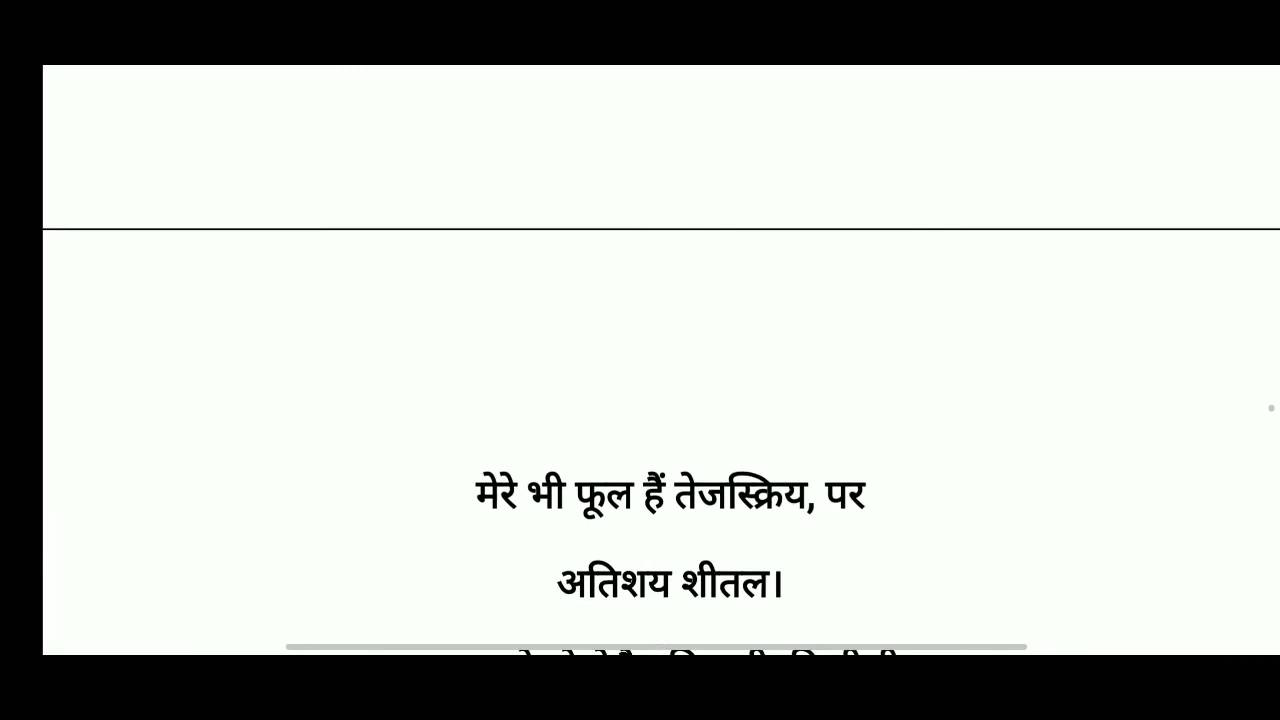 मेरे भी फूल हैं तेजस्क्रिय, पर
अतिशय शीतल।